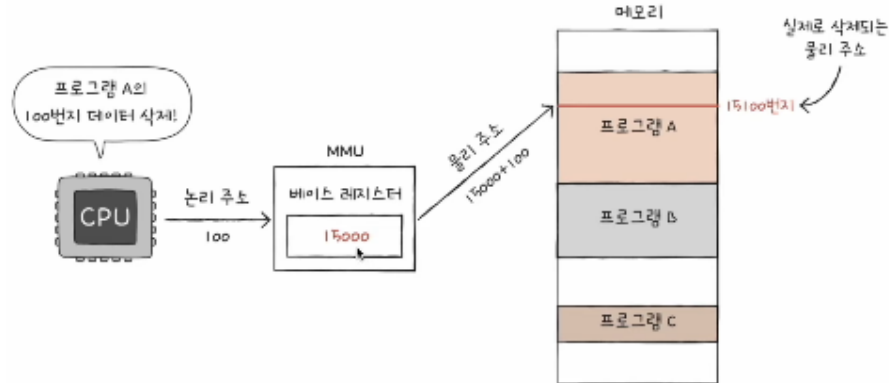 메모리
실제로 삭제되는
물리 주소
프로그램 A의
100번지 데이터 삭제!
15100번지
프로그램 A
MMU
물리 주소
15000+100
논리 주소
베이스 레지스터
CPU
100
15000
프로그램 B
프로그램 C